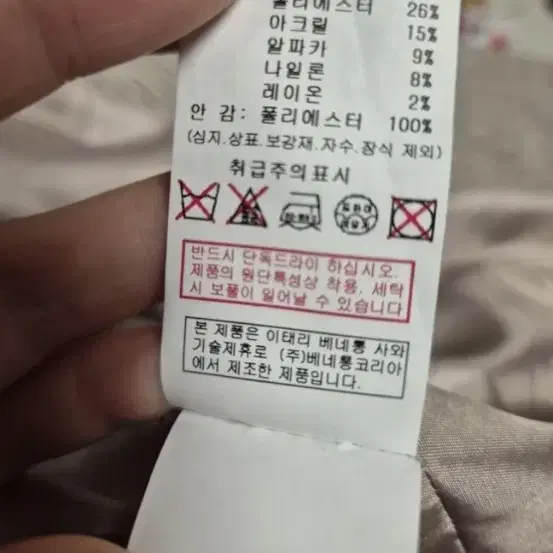 폴리에스터 26%
아크릴 15%
알파카 9%
나일론 8%
레이온 2%
안 감: 폴리에스터 100%
(심지.상표.보강재.자수.장식 제외)
취급주의표시
반드시 단독드라이 하십시오.
제품의 원단특성상 착용, 세탁
시 보풀이 일어날 수 있습니다
본 제품은 이태리 베네통 사와
기술제휴로 (주)베네통코리아
에서 제조한 제품입니다.